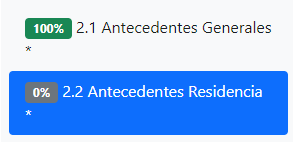 100% 2.1 Antecedentes Generales
*
0% 2.2 Antecedentes Residencia
*